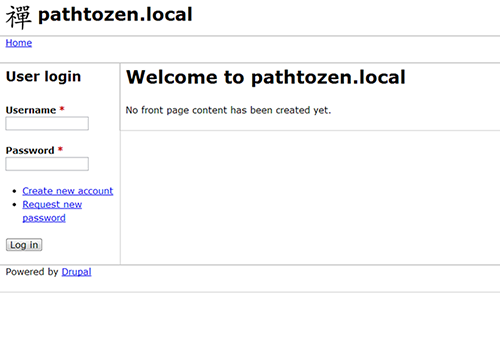 禪 pathtozen.local
Home
User login
Username *
Password *
Create new account
Request new
password
Log in
Welcome to pathtozen.local
No front page content has been created yet.
Powered by Drupal